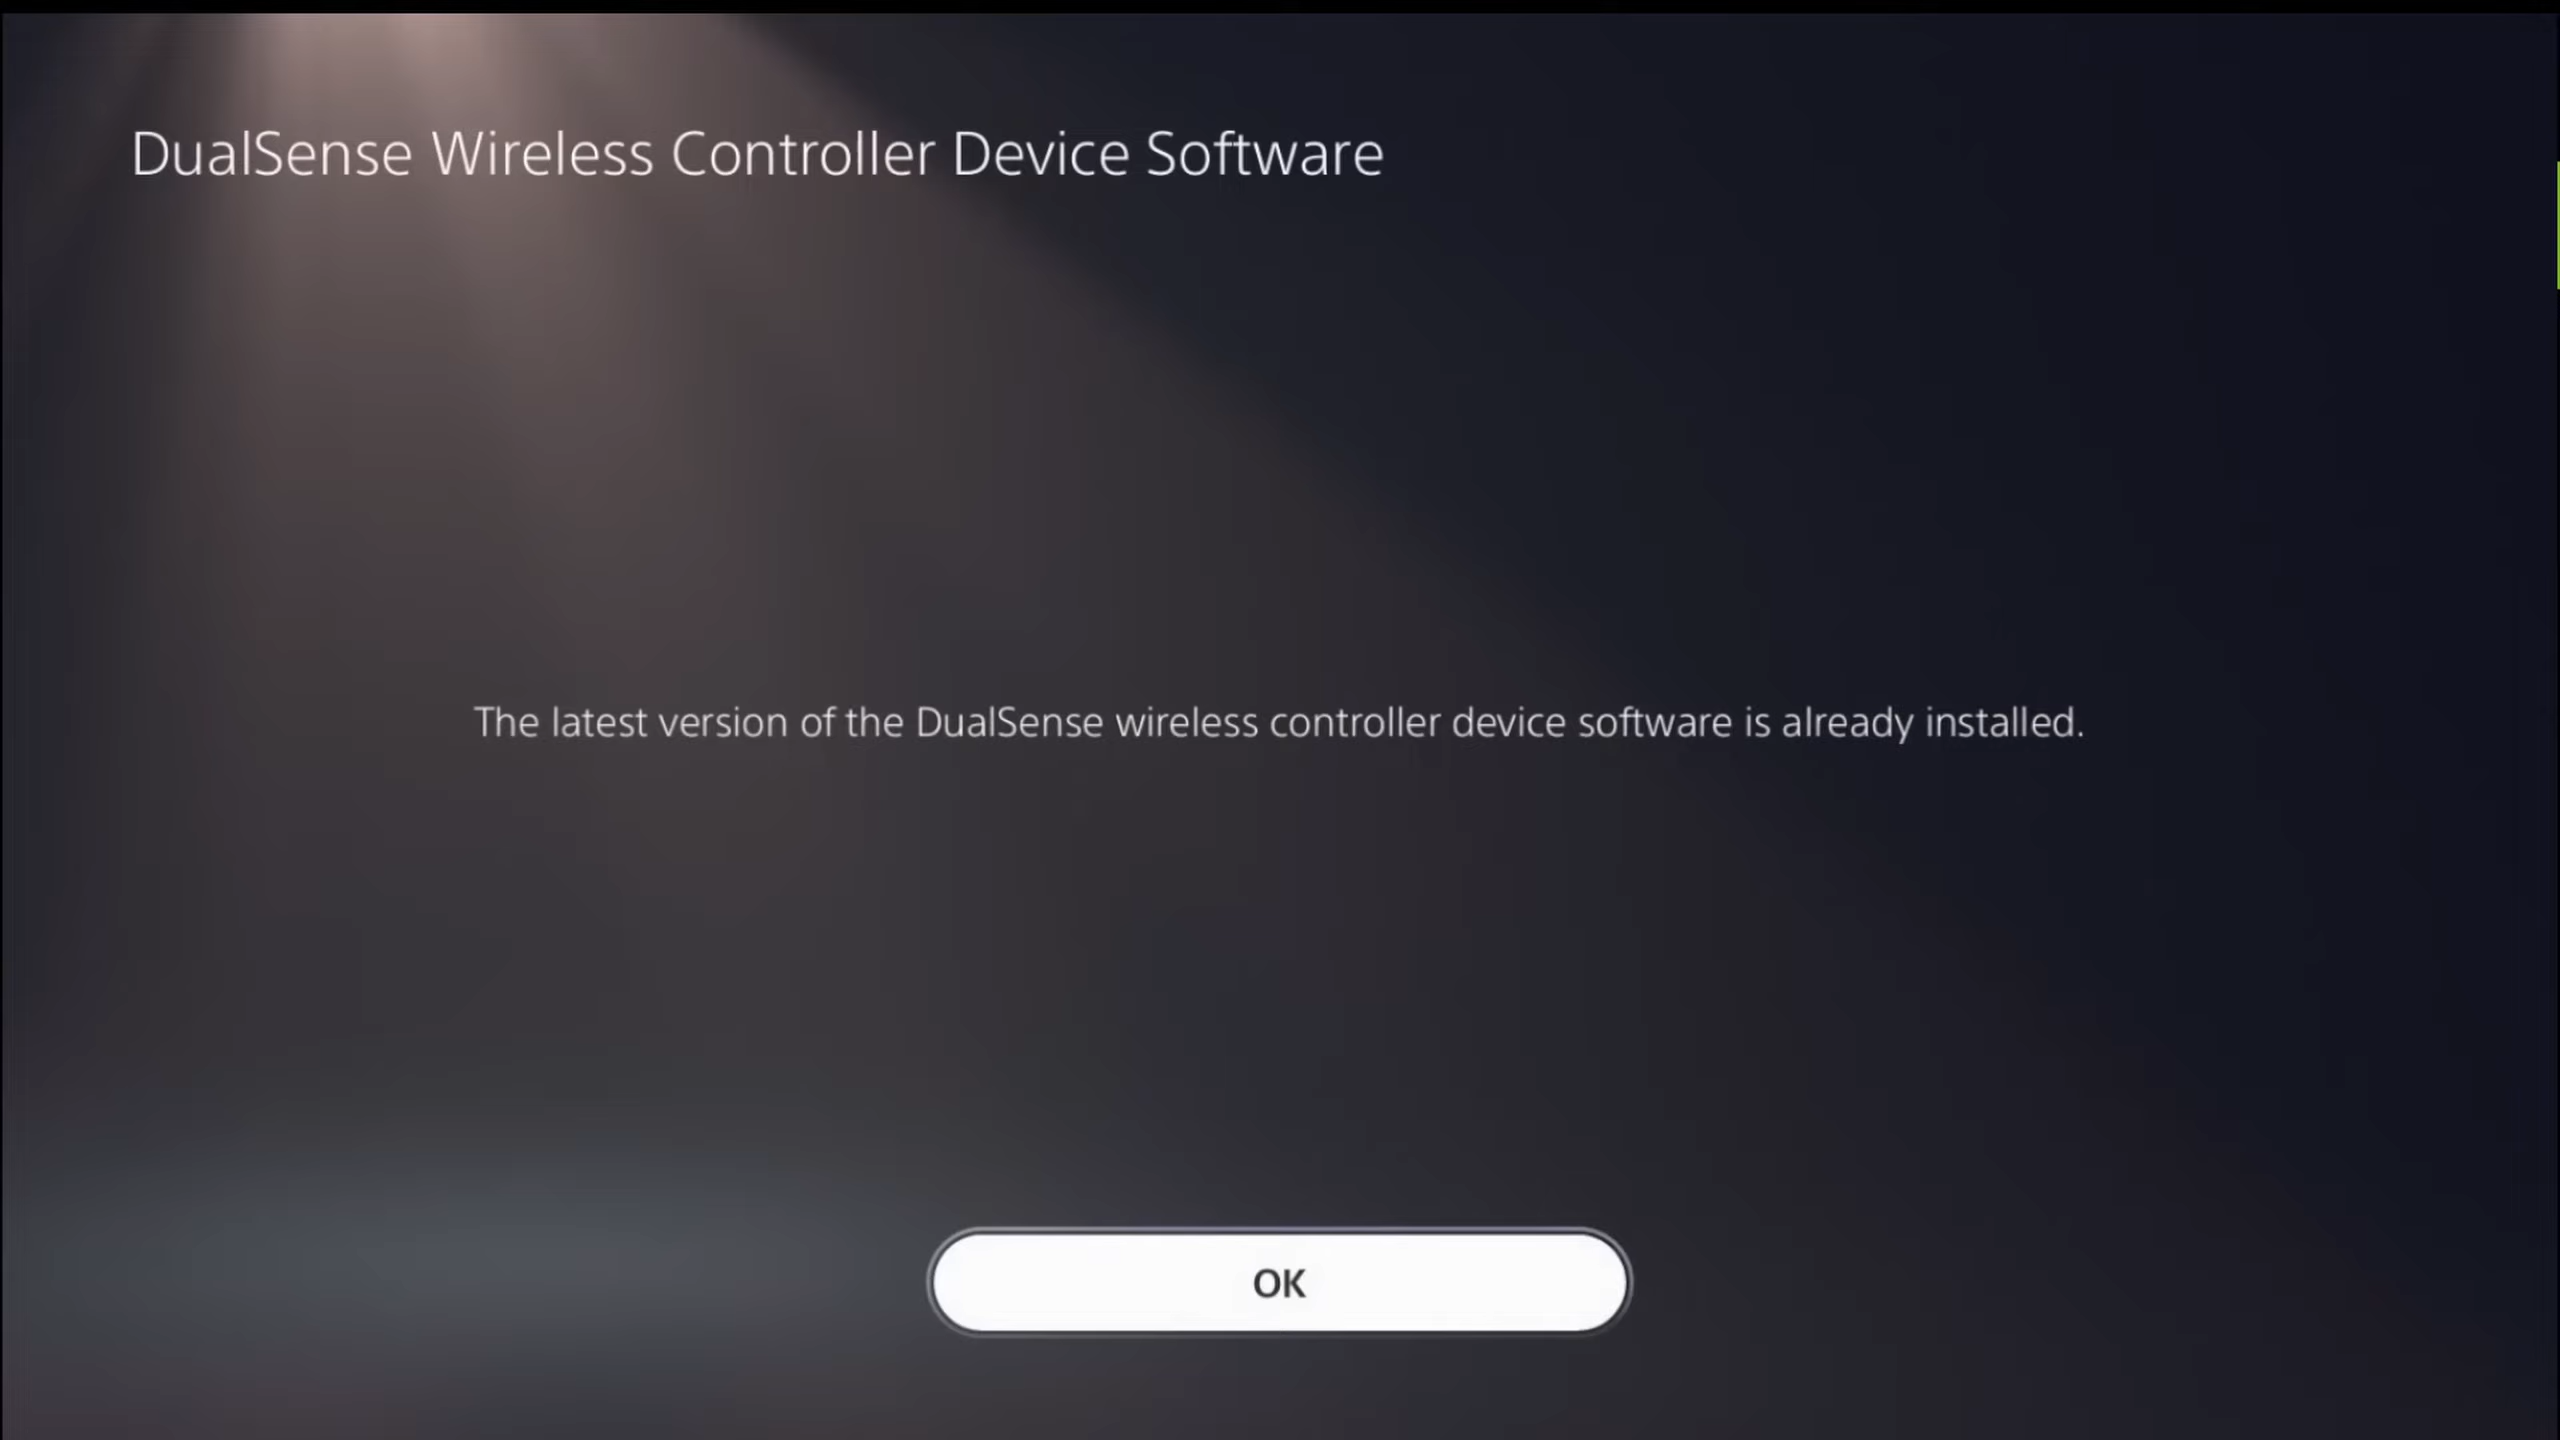 DualSense Wireless Controller Device Software
The latest version of the DualSense wireless controller device software is already installed.
OK